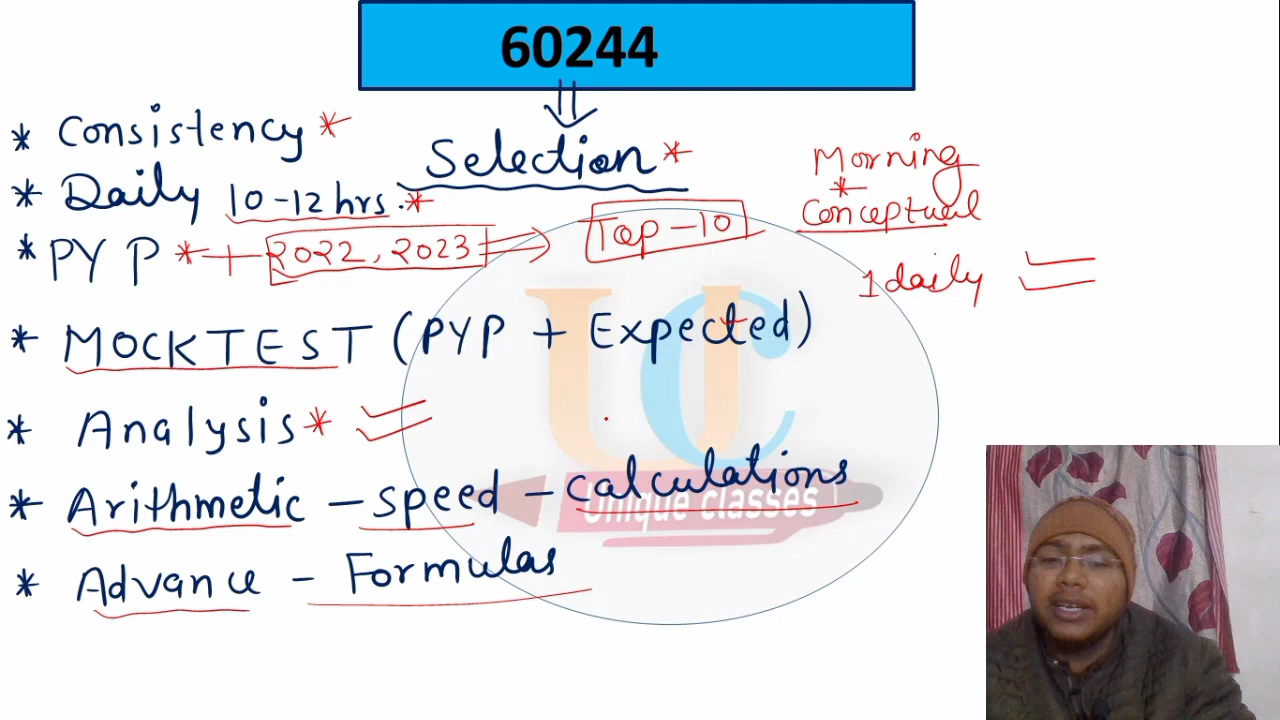 60244
* Consistency *
Selection *
* Daily 10-12 hrs. *
Morning
*
Conceptual
* PYP * + 2022, 2023 ⇒ Top-10
1 daily
* MOCKTEST (PYP + Expected)
UC
* Analysis *
* Arithmetic - speed - calculations
Unique classes
* Advance - Formulas